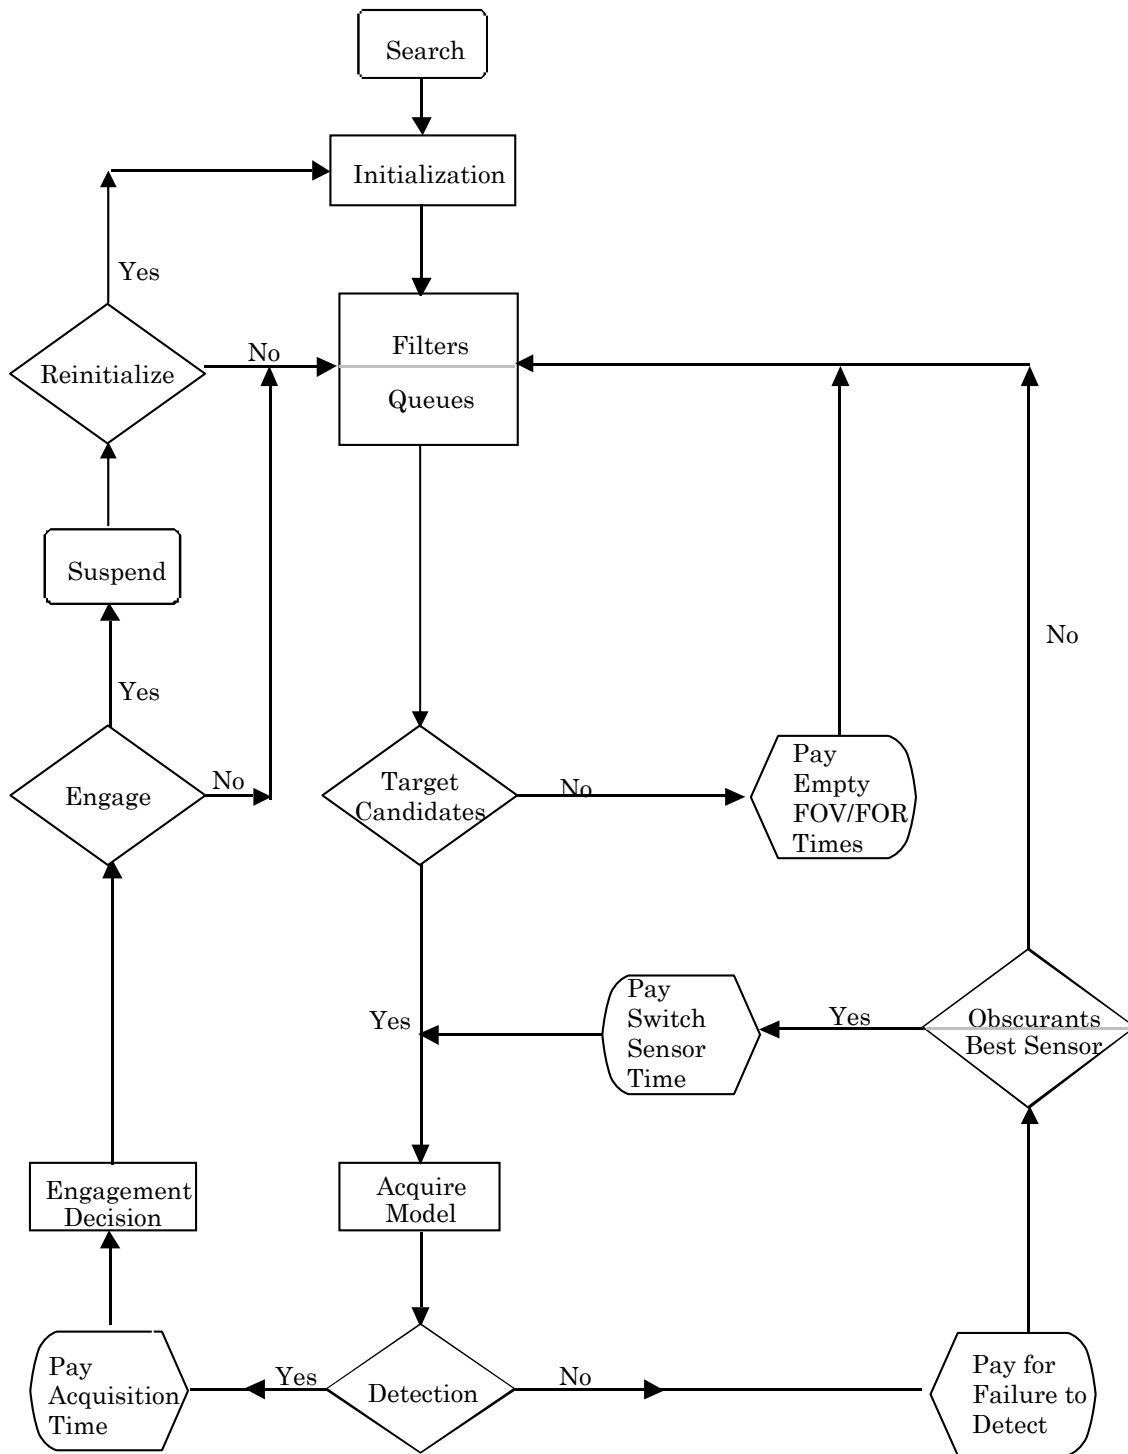 Search
Initialization
Yes
Reinitialize
No
Filters
Queues
Suspend
No
Yes
Engage
No
Target
Candidates
No
Pay
Empty
FOV/FOR
Times
Yes
Pay
Switch
Sensor
Time
Yes
Obscurants
Best Sensor
Engagement
Decision
Acquire
Model
Pay
Acquisition
Time
Yes
Detection
No
Pay for
Failure to
Detect